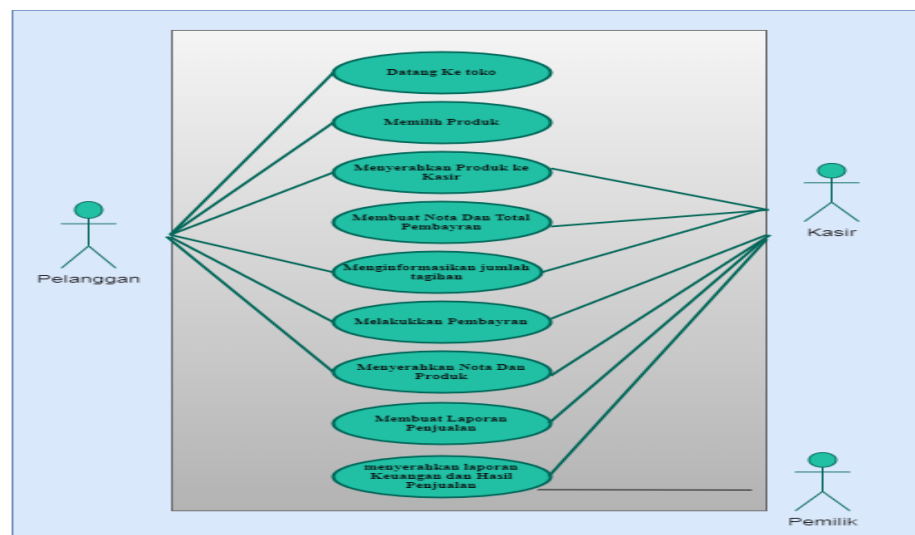 Datang Ke toko
Memilih Produk
Menyerahkan Produk ke
Kasir
Membuat Nota Dan Total
Pembayran
Menginformasikan jumlah
tagihan
Melakukkan Pembayran
Menyerahkan Nota Dan
Produk
Membuat Laporan
Penjualan
menyerahkan laporan
Keuangan dan Hasil
Penjualan
Pelanggan
Kasir
Pemilik